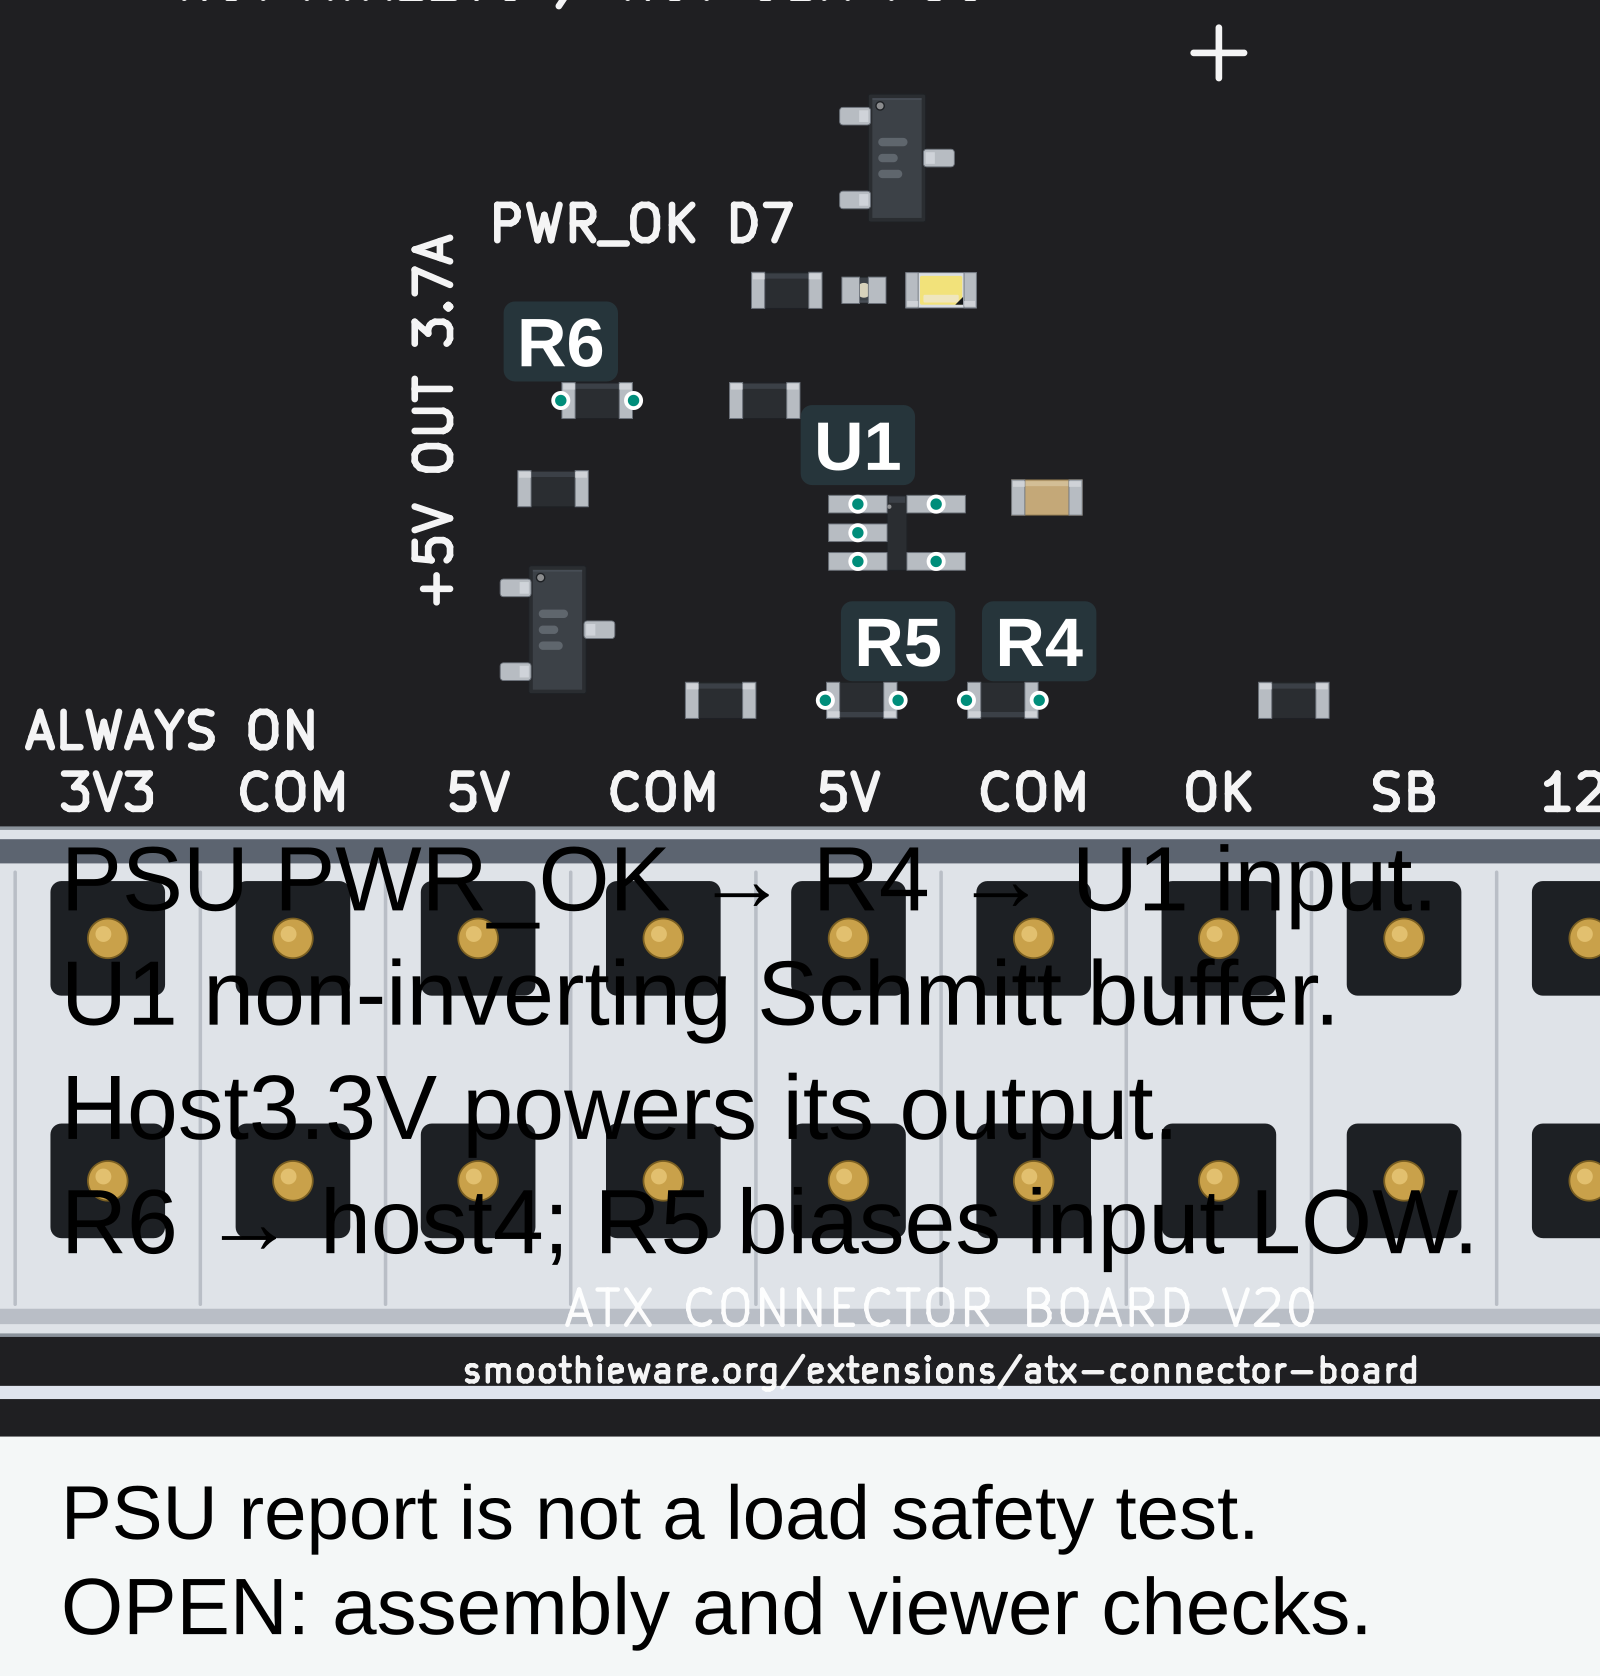 PWR_OK D7
+5V OUT 3.7A
R6
U1
R5 R4
ALWAYS ON
3V3 COM 5V COM 5V COM OK SB 12
PSU PWR_OK → R4 → U1 input.
U1 non-inverting Schmitt buffer.
Host3.3V powers its output.
R6 → host4; R5 biases input LOW.
ATX CONNECTOR BOARD V20
smoothieware.org/extensions/atx-connector-board
PSU report is not a load safety test.
OPEN: assembly and viewer checks.